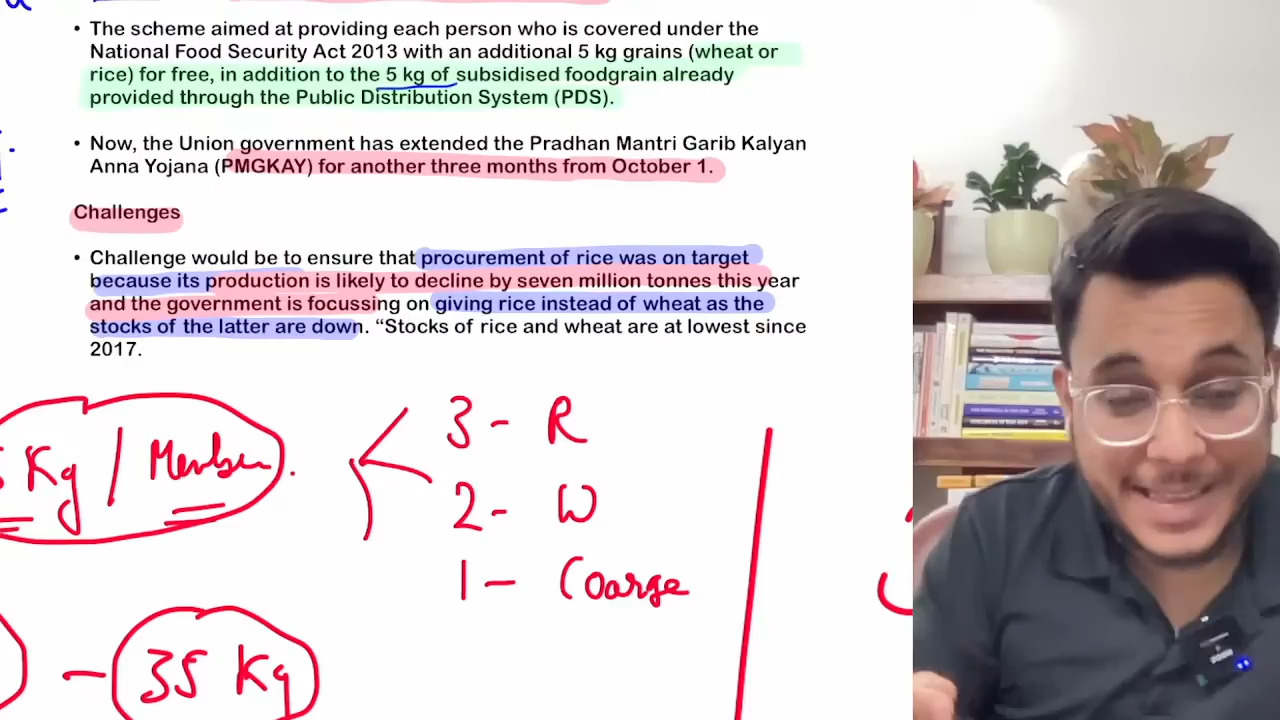 • The scheme aimed at providing each person who is covered under the
National Food Security Act 2013 with an additional 5 kg grains (wheat or
rice) for free, in addition to the 5 kg of subsidised foodgrain already
provided through the Public Distribution System (PDS).
• Now, the Union government has extended the Pradhan Mantri Garib Kalyan
Anna Yojana (PMGKAY) for another three months from October 1.
Challenges
• Challenge would be to ensure that procurement of rice was on target
because its production is likely to decline by seven million tonnes this year
and the government is focussing on giving rice instead of wheat as the
stocks of the latter are down. “Stocks of rice and wheat are at lowest since
2017.
Kg / Member.
3 - R
2 - W
1 - Coarse
- 35 Kg